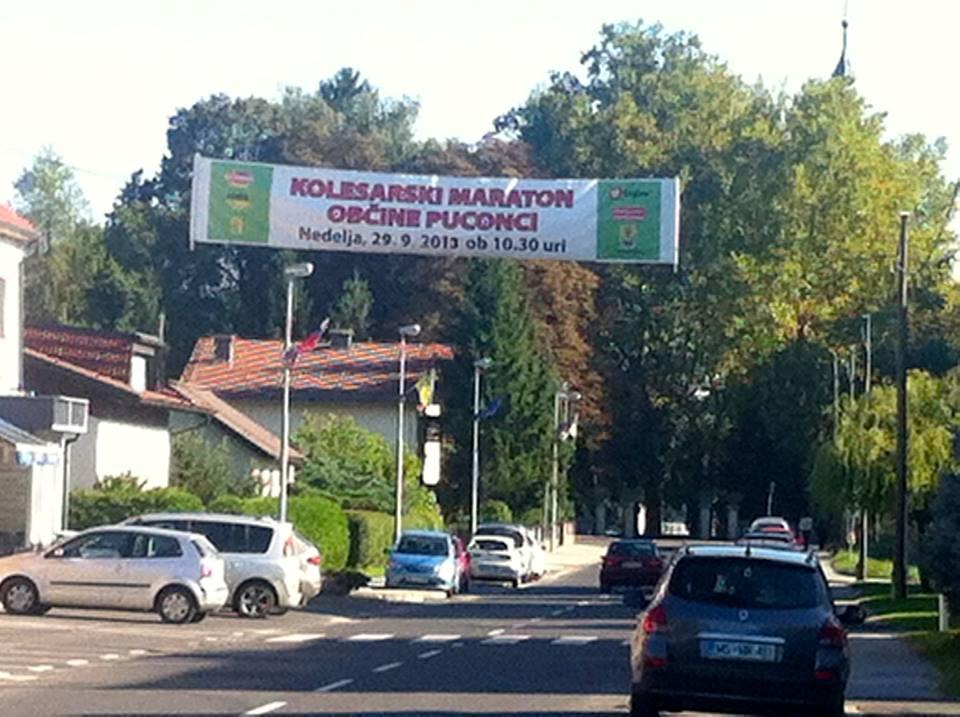 KOLESARSKI MARATON
OBČINE PUCONCI
Nedelja, 29. 9. 2013 ob 10.30 uri